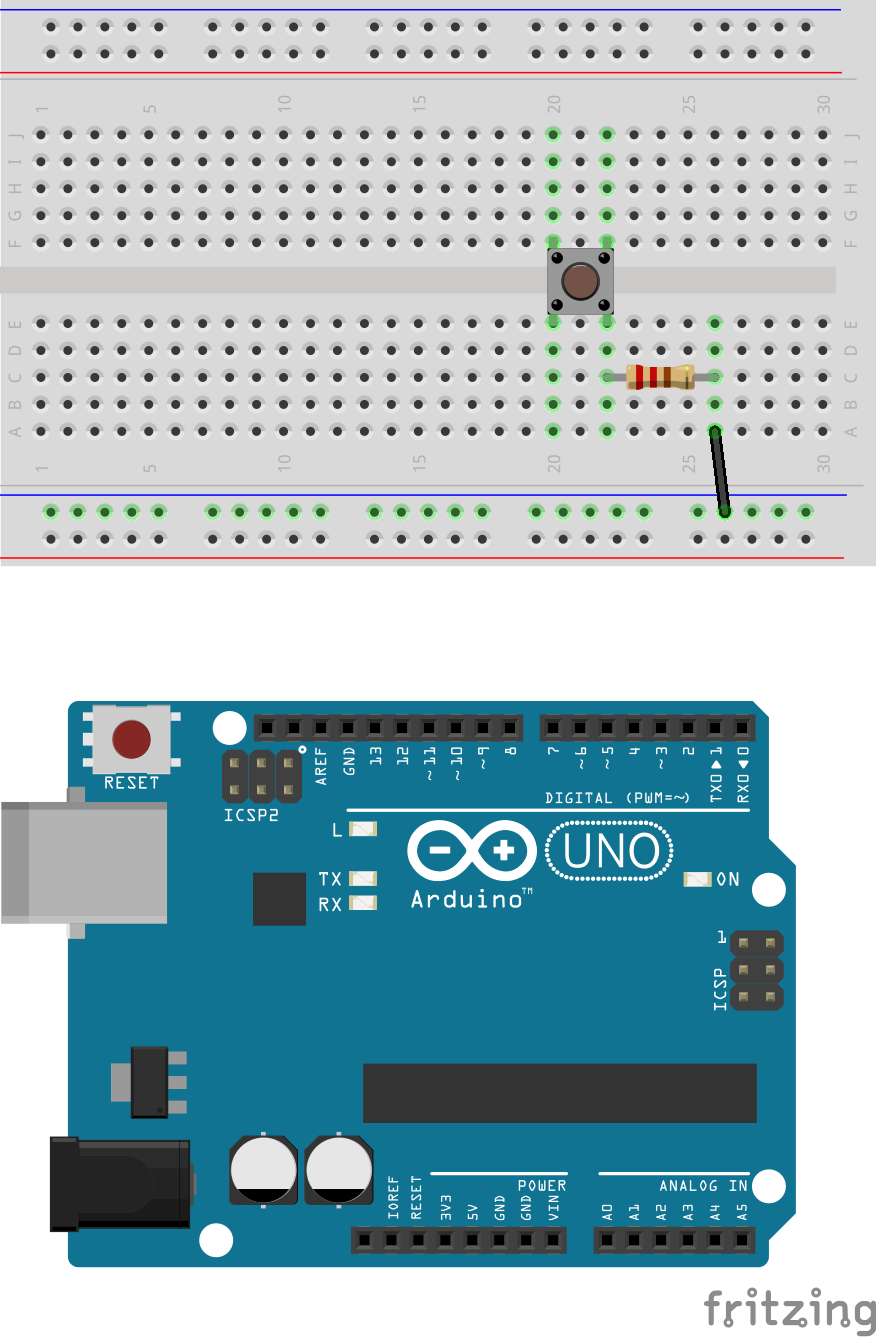 1 5 10 15 20 25 30
J J
I I
H H
G G
F F
E E
D D
C C
B B
A A
1 5 10 15 20 25 30
RESET
ICSP2
AREF
GND
13
12
~11
~10
~9
8
7
~6
~5
4
~3
2
TX0▶1
RX0◀0
DIGITAL (PWM=~)
L
TX
RX
UNO
Arduino™
ON
1
ICSP
IOREF
RESET
3V3
5V
GND
GND
VIN
POWER
ANALOG IN
A0
A1
A2
A3
A4
A5
fritzing